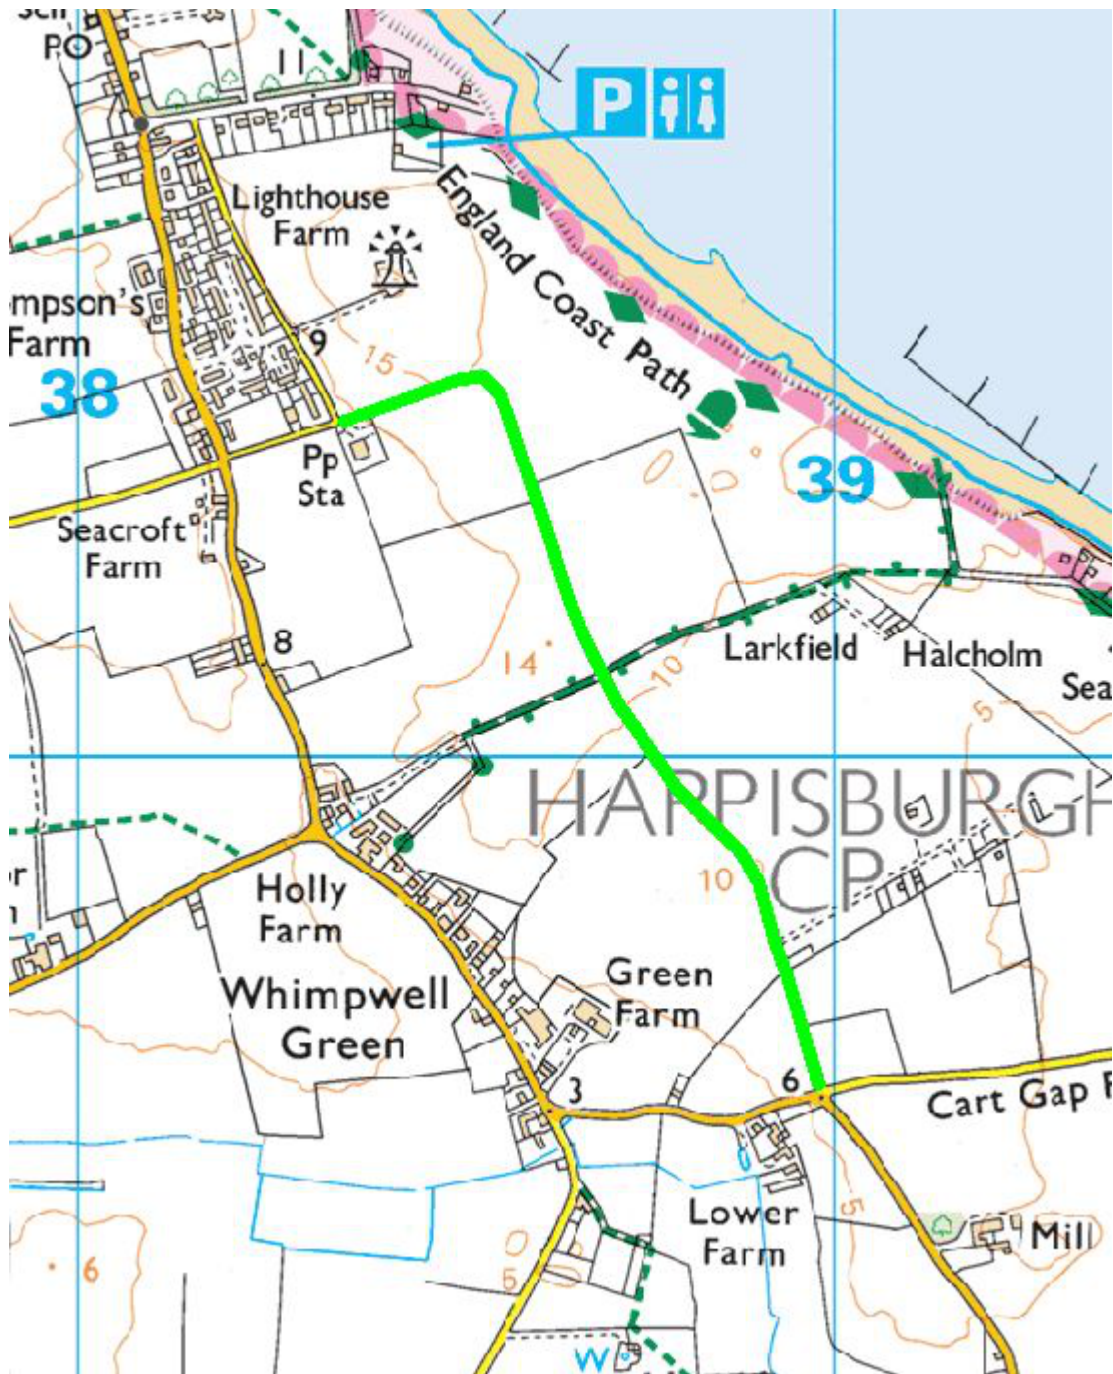 PO
11
P
Lighthouse
Farm
England Coast Path
ompson's
Farm
9
15
38
Pp
Sta
39
Seacroft
Farm
8
14
10
Larkfield
Halcholm
Sea
5
HAPPISBURGH
CP
10
Holly
Farm
Whimpwell
Green
Green
Farm
3
6
Cart Gap
5
Lower
Farm
Mill
6
5
W